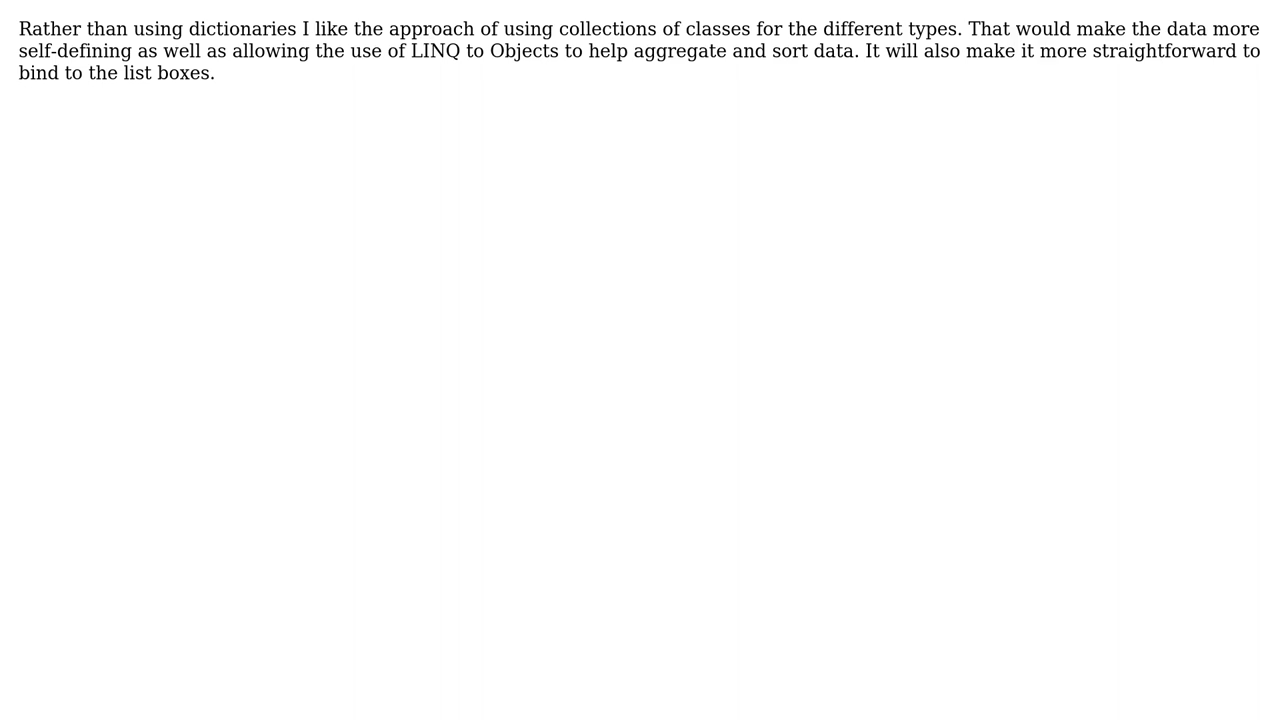 Rather than using dictionaries I like the approach of using collections of classes for the different types. That would make the data more
self-defining as well as allowing the use of LINQ to Objects to help aggregate and sort data. It will also make it more straightforward to
bind to the list boxes.